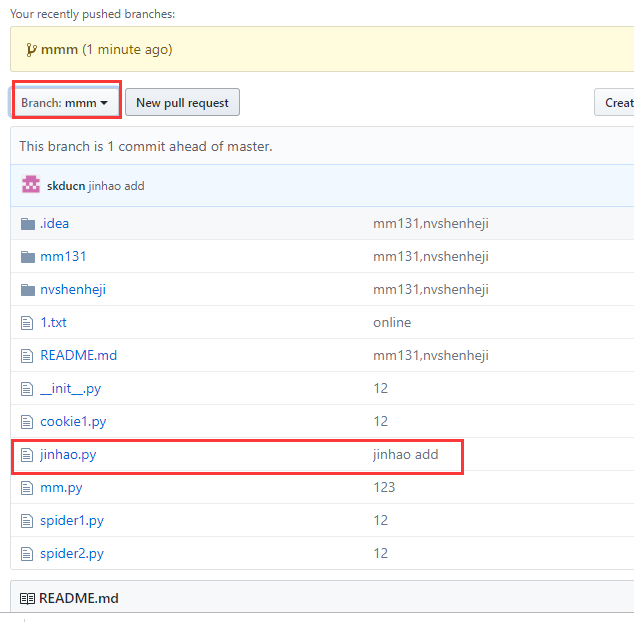 Your recently pushed branches:
mmm (1 minute ago)
Branch: mmm
New pull request
Creat
This branch is 1 commit ahead of master.
skducn jinhao add
.idea mm131,nvshenheji
mm131 mm131,nvshenheji
nvshenheji mm131,nvshenheji
1.txt online
README.md mm131,nvshenheji
__init__.py 12
cookie1.py 12
jinhao.py jinhao add
mm.py 123
spider1.py 12
spider2.py 12
README.md